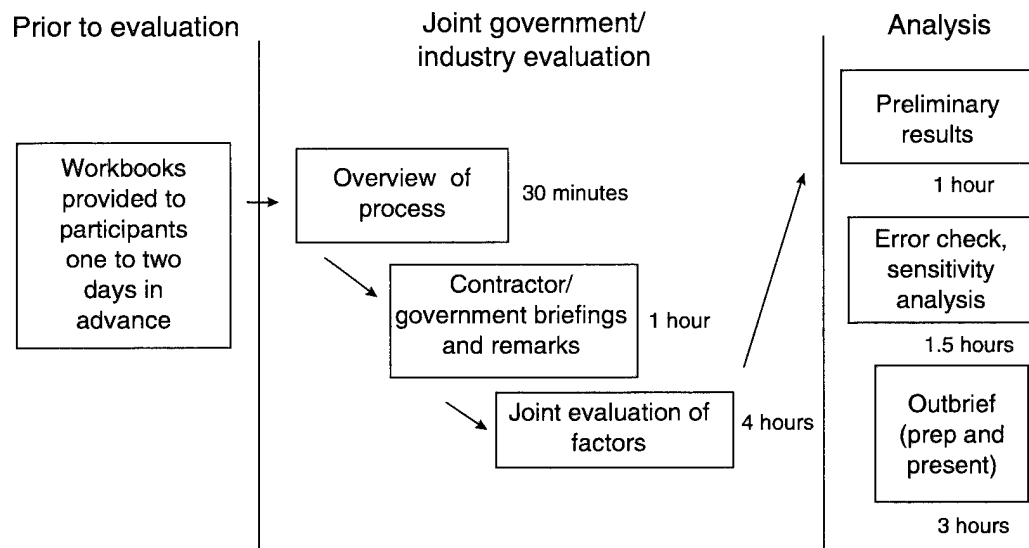 Prior to evaluation
Workbooks
provided to
participants
one to two
days in
advance
Joint government/
industry evaluation
Overview of
process
30 minutes
Contractor/
government briefings
and remarks
1 hour
Joint evaluation of
factors
4 hours
Analysis
Preliminary
results
1 hour
Error check,
sensitivity
analysis
1.5 hours
Outbrief
(prep and
present)
3 hours